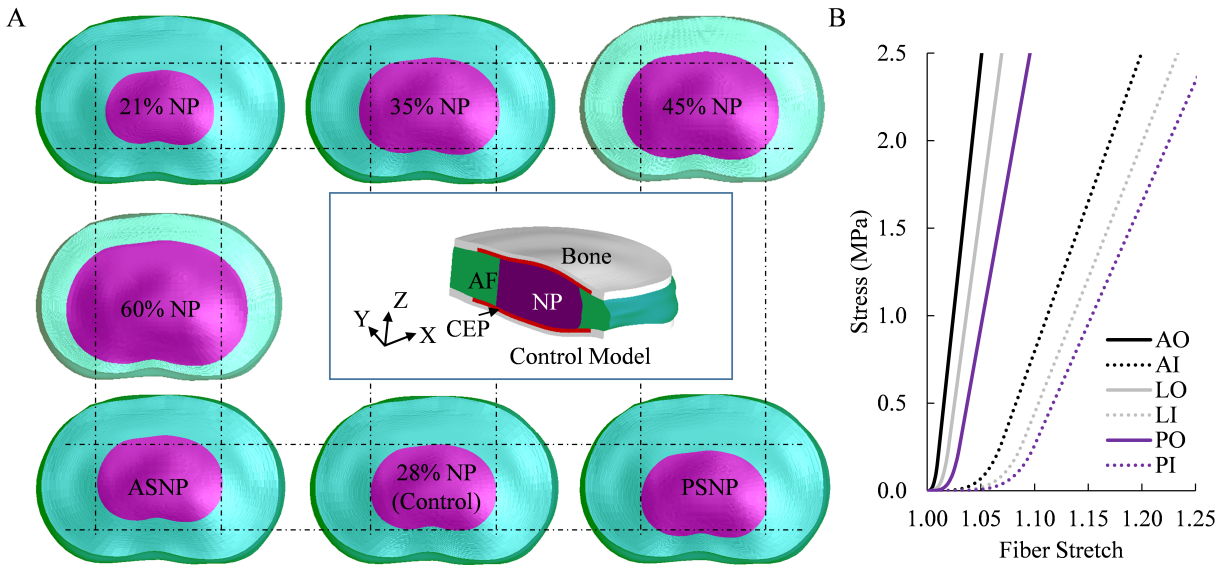 A
21% NP
35% NP
45% NP
60% NP
Bone
AF
NP
CEP
Z
Y
X
Control Model
ASNP
28% NP
(Control)
PSNP
B
Stress (MPa)
2.5
2.0
1.5
1.0
0.5
0.0
AO
AI
LO
LI
PO
PI
1.00 1.05 1.10 1.15 1.20 1.25
Fiber Stretch